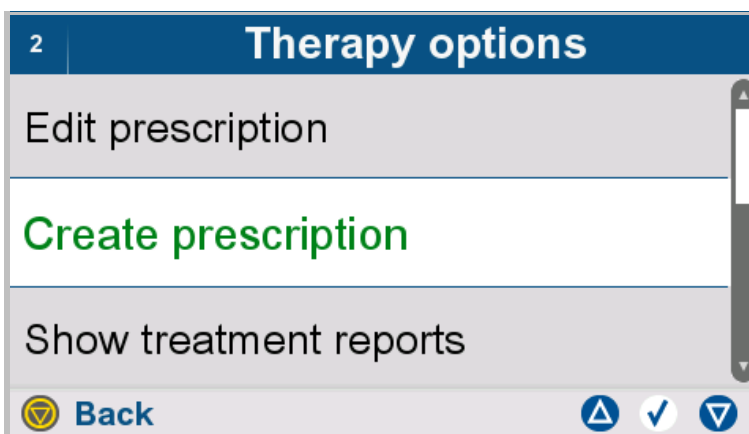 2
Therapy options
Edit prescription
Create prescription
Show treatment reports
Back